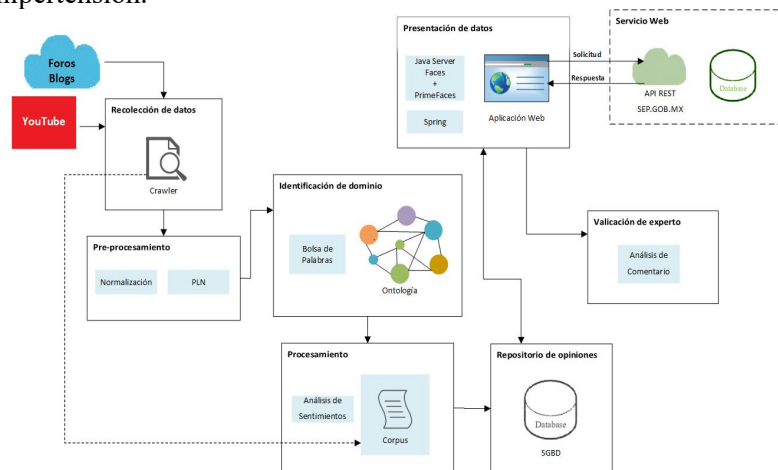 Foros
Blogs
YouTube
Recolección de datos
Crawler
Pre-procesamiento
Normalización
PLN
Identificación de dominio
Bolsa de
Palabras
Ontología
Procesamiento
Análisis de
Sentimientos
Corpus
Repositorio de opiniones
Database
SGBD
Presentación de datos
Java Server
Faces
+
PrimeFaces
Spring
Aplicación Web
Solicitud
Respuesta
Servicio Web
API REST
SEP.GOB.MX
Database
Valicación de experto
Análisis de
Comentario